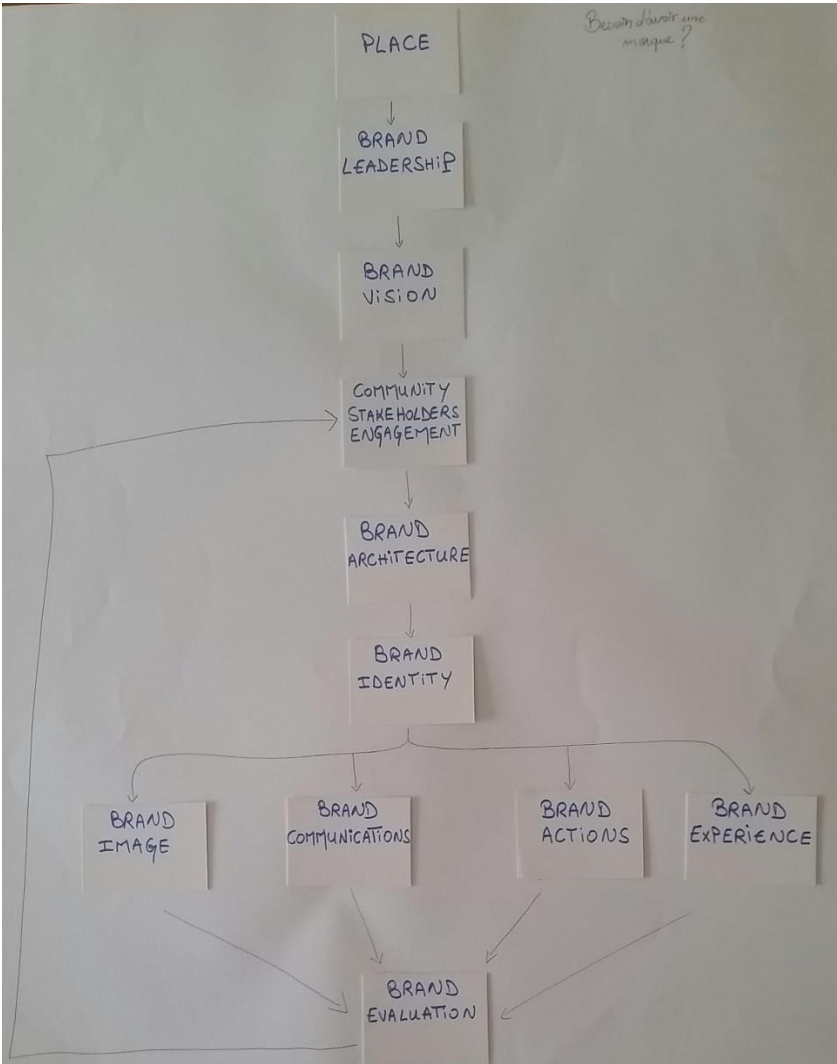 Besoin d'avoir une
marque ?
PLACE
BRAND
LEADERSHIP
BRAND
VISION
COMMUNITY
STAKEHOLDERS
ENGAGEMENT
BRAND
ARCHITECTURE
BRAND
IDENTITY
BRAND
IMAGE
BRAND
COMMUNICATIONS
BRAND
ACTIONS
BRAND
EXPERIENCE
BRAND
EVALUATION